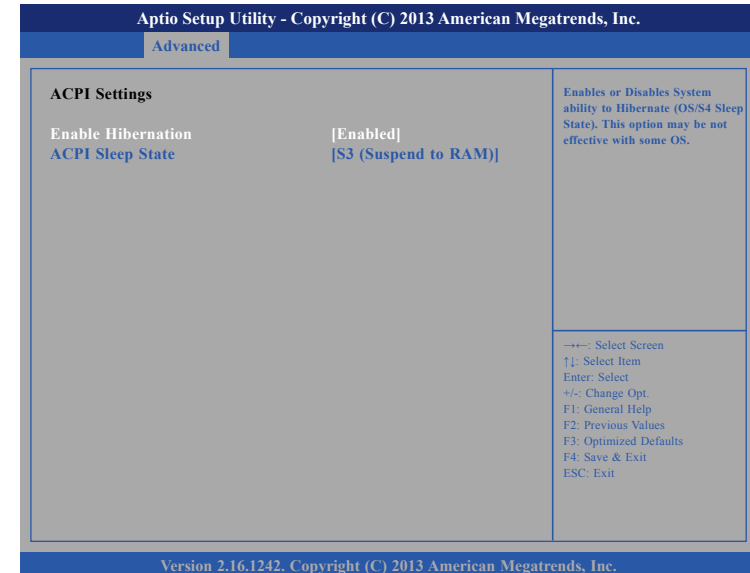 Aptio Setup Utility - Copyright (C) 2013 American Megatrends, Inc.
Advanced
ACPI Settings
Enable Hibernation [Enabled]
ACPI Sleep State [S3 (Suspend to RAM)]
Enables or Disables System
ability to Hibernate (OS/S4 Sleep
State). This option may be not
effective with some OS.
→←: Select Screen
↑↓: Select Item
Enter: Select
+/-: Change Opt.
F1: General Help
F2: Previous Values
F3: Optimized Defaults
F4: Save & Exit
ESC: Exit
Version 2.16.1242. Copyright (C) 2013 American Megatrends, Inc.